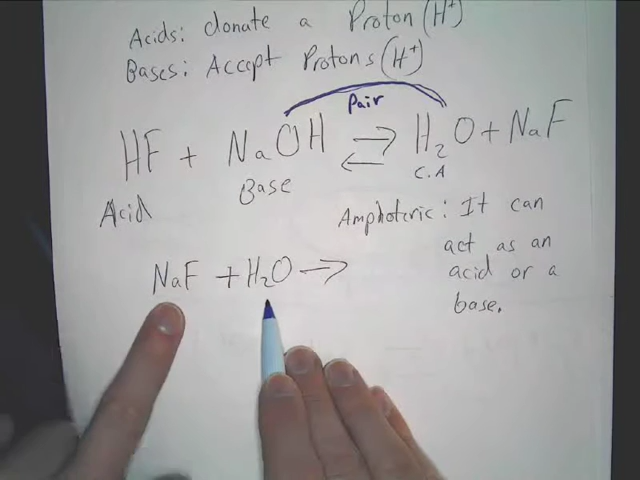 Acids: donate a Proton (H+)
Bases: Accept Protons (H+)
Pair
HF + NaOH ⇄ H2O + NaF
Acid Base C.A
Amphoteric: It can
act as an
acid or a
base.
NaF + H2O →